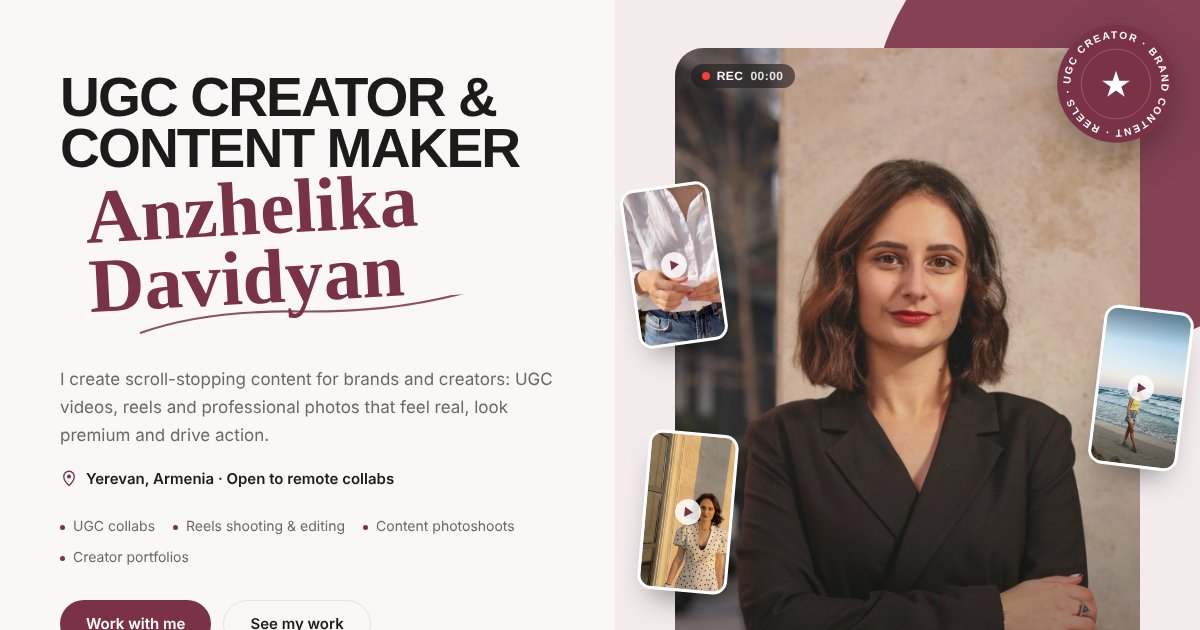 UGC CREATOR &
CONTENT MAKER
Anzhelika
Davidyan
I create scroll-stopping content for brands and creators: UGC
videos, reels and professional photos that feel real, look
premium and drive action.
Yerevan, Armenia · Open to remote collabs
• UGC collabs • Reels shooting & editing • Content photoshoots
• Creator portfolios
Work with me See my work
REC 00:00
UGC CREATOR · BRAND CONTENT · REELS ·